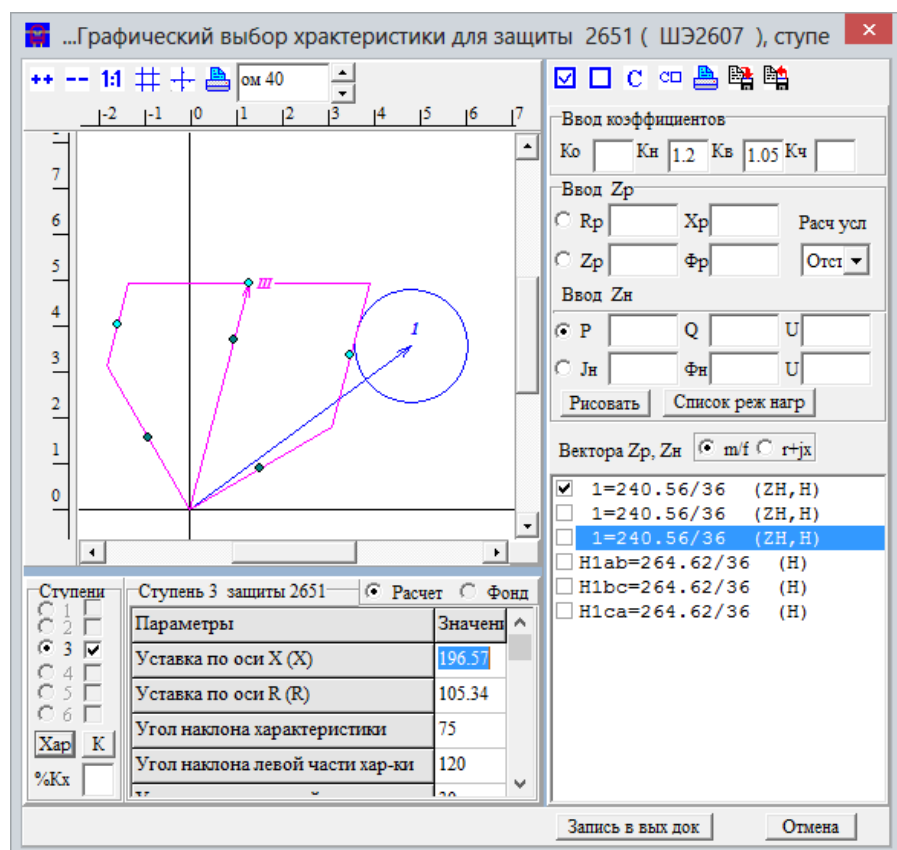 ...Графический выбор храктеристики для защиты 2651 ( ШЭ2607 ), ступе
++ -- 1:1 ом 40
C
-2 -1 0 1 2 3 4 5 6 7
7
6
5
4
3
2
1
0
III
1
Ввод коэффициентов
Ко Кн 1.2 Кв 1.05 Кч
Ввод Zр
Rр Xр Расч усл
Zр Фр Отст
Ввод Zн
P Q U
Jн Фн U
Рисовать Список реж нагр
Вектора Zр, Zн m/f r+jx
1=240.56/36 (ZH,H)
1=240.56/36 (ZH,H)
1=240.56/36 (ZH,H)
H1ab=264.62/36 (H)
H1bc=264.62/36 (H)
H1ca=264.62/36 (H)
Ступени
1
2
3
4
5
6
Хар К
%Кх
Ступень 3 защиты 2651 Расчет Фонд
Параметры Значени
Уставка по оси X (X) 196.57
Уставка по оси R (R) 105.34
Угол наклона характеристики 75
Угол наклона левой части хар-ки 120
Запись в вых док Отмена